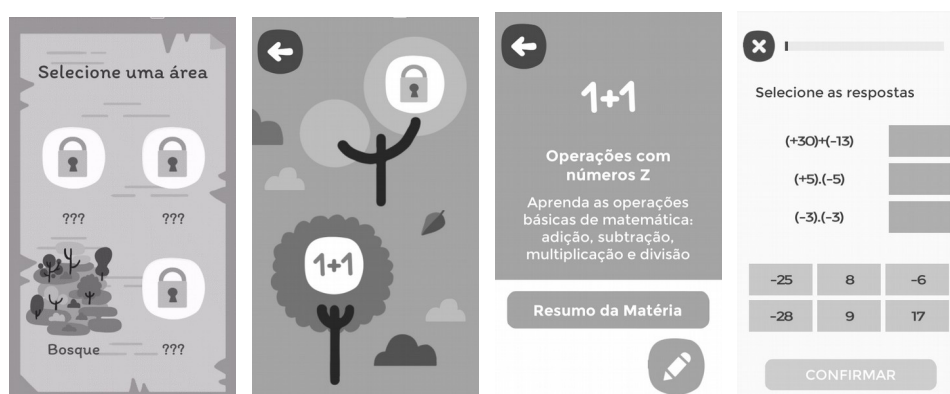 Selecione uma área
??? ???
Bosque ???
1+1
1+1
Operações com
números Z
Aprenda as operações
básicas de matemática:
adição, subtração,
multiplicação e divisão
Resumo da Matéria
Selecione as respostas
(+30)+(-13)
(+5).(-5)
(-3).(-3)
-25 8 -6
-28 9 17
CONFIRMAR